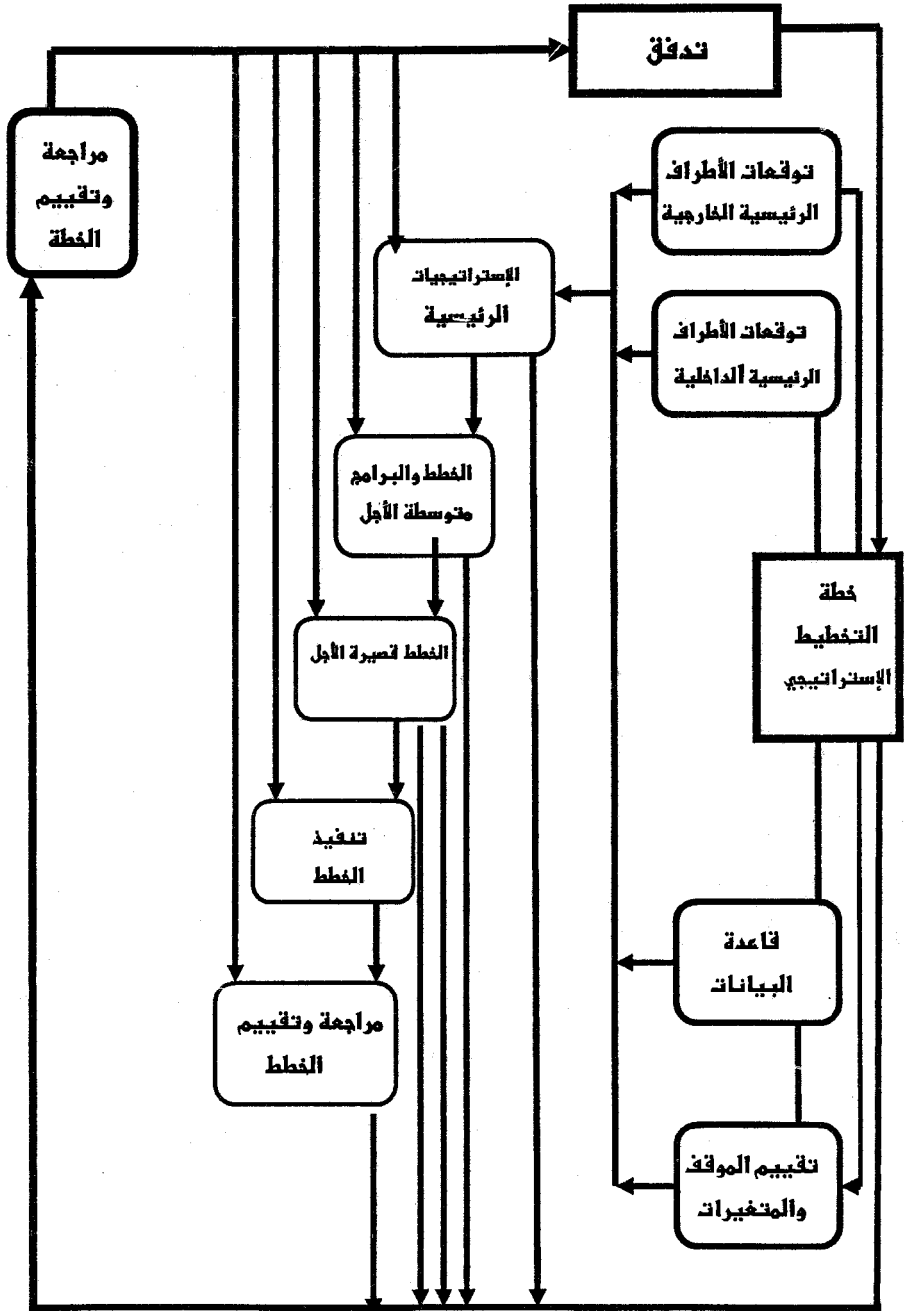 تدفق
مراجعة
وتقييم
الخطة
توقعات الأطراف
الرئيسية الخارجية
الإستراتيجيات
الرئيسية
توقعات الأطراف
الرئيسية الداخلية
الخطط والبرامج
متوسطة الأجل
خطة
التخطيط
الإستراتيجي
الخطط قصيرة الأجل
تنفيذ
الخطط
قاعدة
البيانات
مراجعة وتقييم
الخطط
تقييم الموقف
والمتغيرات